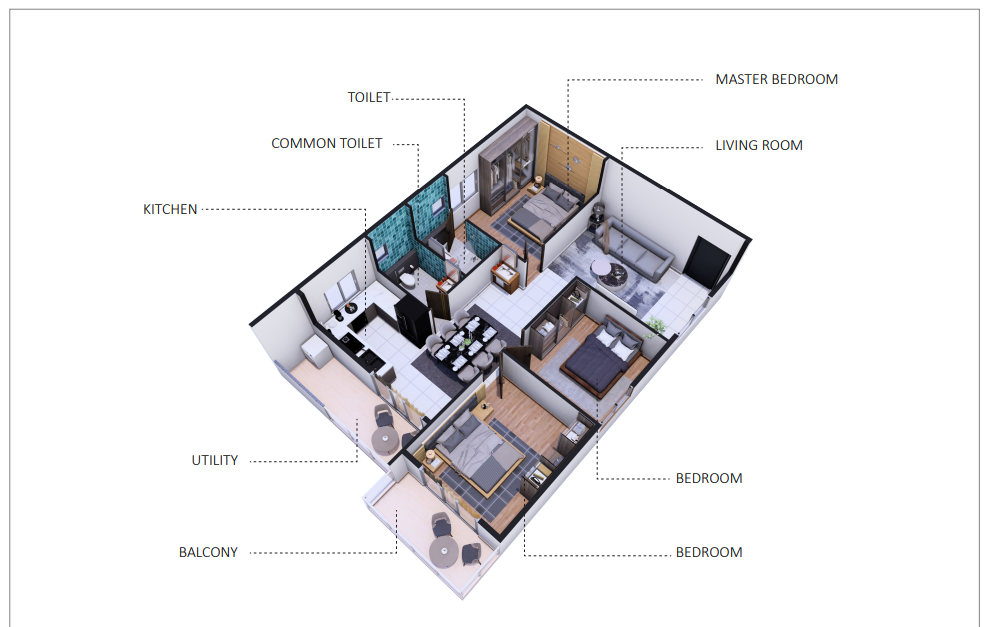 MASTER BEDROOM
TOILET
COMMON TOILET
LIVING ROOM
KITCHEN
UTILITY
BEDROOM
BALCONY
BEDROOM